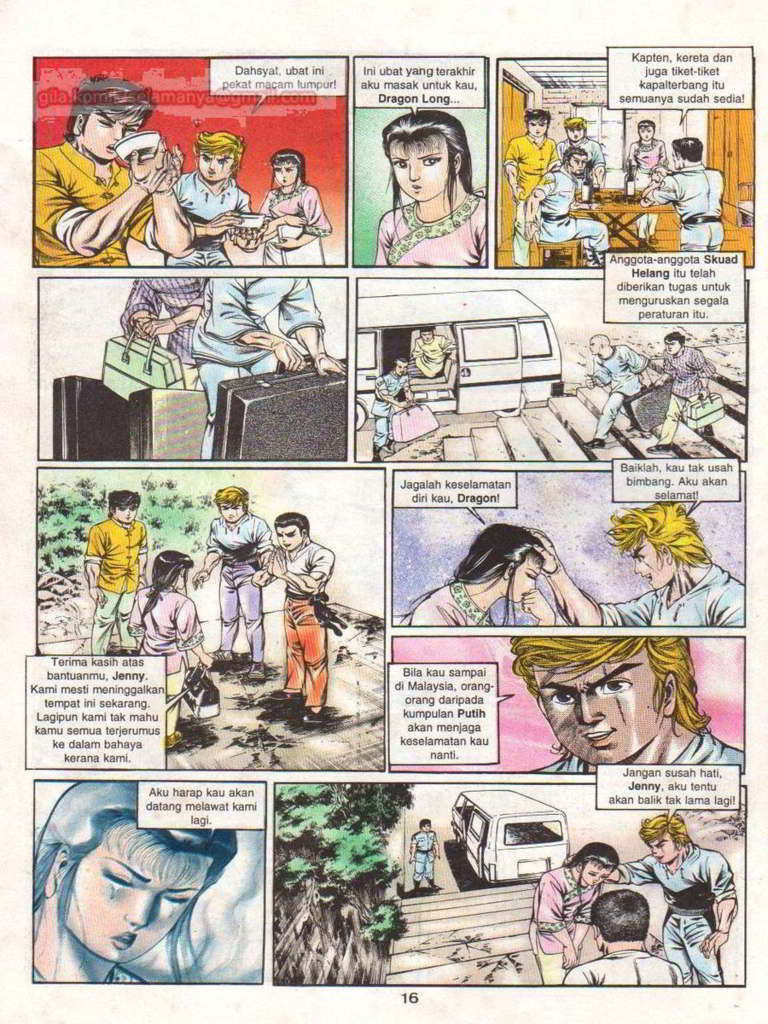 gila.komik.selamanya@gmail.com
Dahsyat, ubat ini
pekat macam lumpur!
Ini ubat yang terakhir
aku masak untuk kau,
Dragon Long...
Kapten, kereta dan
juga tiket-tiket
kapalterbang itu
semuanya sudah sedia!
Anggota-anggota Skuad
Helang itu telah
diberikan tugas untuk
menguruskan segala
peraturan itu.
Terima kasih atas
bantuanmu, Jenny.
Kami mesti meninggalkan
tempat ini sekarang.
Lagipun kami tak mahu
kamu semua terjerumus
ke dalam bahaya
kerana kami.
Jagalah keselamatan
diri kau, Dragon!
Baiklah, kau tak usah
bimbang. Aku akan
selamat!
Bila kau sampai
di Malaysia, orang-
orang daripada
kumpulan Putih
akan menjaga
keselamatan kau
nanti.
Aku harap kau akan
datang melawat kami
lagi.
Jangan susah hati,
Jenny, aku tentu
akan balik tak lama lagi!
16